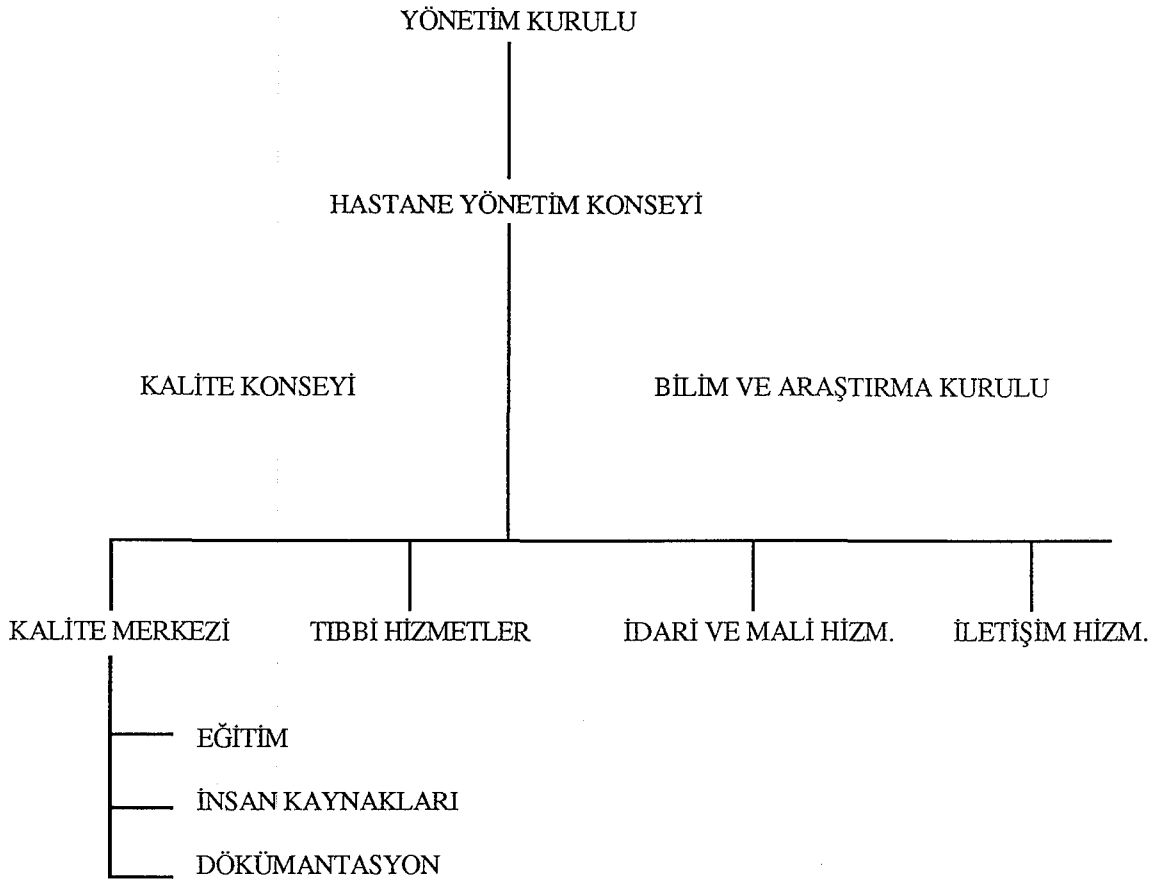 YÖNETİM KURULU
HASTANE YÖNETİM KONSEYİ
KALİTE KONSEYİ
BİLİM VE ARAŞTIRMA KURULU
KALİTE MERKEZİ
TIBBİ HİZMETLER
İDARİ VE MALİ HİZM.
İLETİŞİM HİZM.
EĞİTİM
İNSAN KAYNAKLARI
DÖKÜMANTASYON